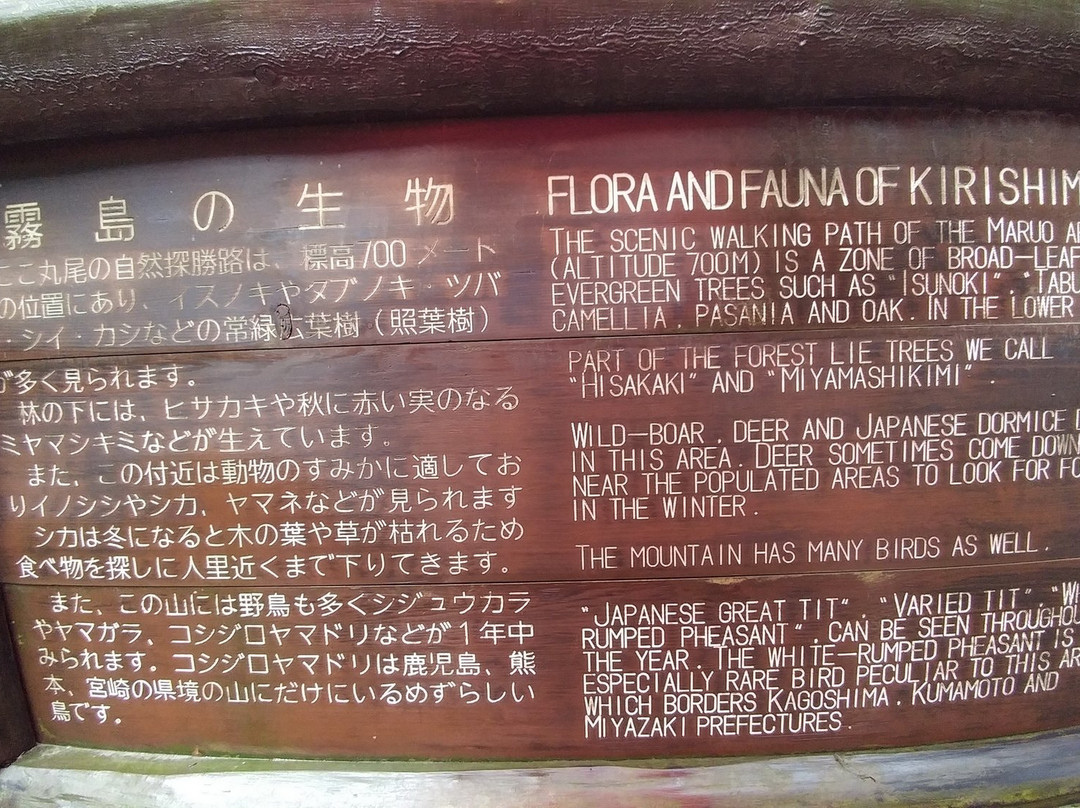 霧島の生物
ここ丸尾の自然探勝路は、標高700メート
の位置にあり、イスノキやタブノキ・ツバ
・シイ・カシなどの常緑広葉樹（照葉樹）
が多く見られます。
林の下には、ヒサカキや秋に赤い実のなる
ミヤマシキミなどが生えています。
また、この付近は動物のすみかに適してお
りイノシシやシカ、ヤマネなどが見られます
シカは冬になると木の葉や草が枯れるため
食べ物を探しに人里近くまで下りてきます。
また、この山には野鳥も多くシジュウカラ
ややマガラ、コシジロヤマドリなどが1年中
みられます。コシジロヤマドリは鹿児島、熊
本、宮崎の県境の山にだけにいるめずらしい
鳥です。
FLORA AND FAUNA OF KIRISHIM
THE SCENIC WALKING PATH OF THE MARUO
(ALTITUDE 700M) IS A ZONE OF BROAD-LEAF
EVERGREEN TREES SUCH AS "ISUNOKI". "TABU
CAMELLIA. PASANIA AND OAK. IN THE LOWER
PART OF THE FOREST LIE TREES WE CALL
"HISAKAKI" AND "MIYAMASHIKIMI".
WILD-BOAR. DEER AND JAPANESE DORMICE
IN THIS AREA. DEER SOMETIMES COME DOWN
NEAR THE POPULATED AREAS TO LOOK FOR
IN THE WINTER.
THE MOUNTAIN HAS MANY BIRDS AS WELL.
"JAPANESE GREAT TIT". "VARIED TIT".
RUMPED PHEASANT". CAN BE SEEN THROUGHOU
THE YEAR. THE WHITE-RUMPED PHEASANT IS
ESPECIALLY RARE BIRD PECULIAR TO THIS
WHICH BORDERS KAGOSHIMA. KUMAMOTO AND
MIYAZAKI PREFECTURES.